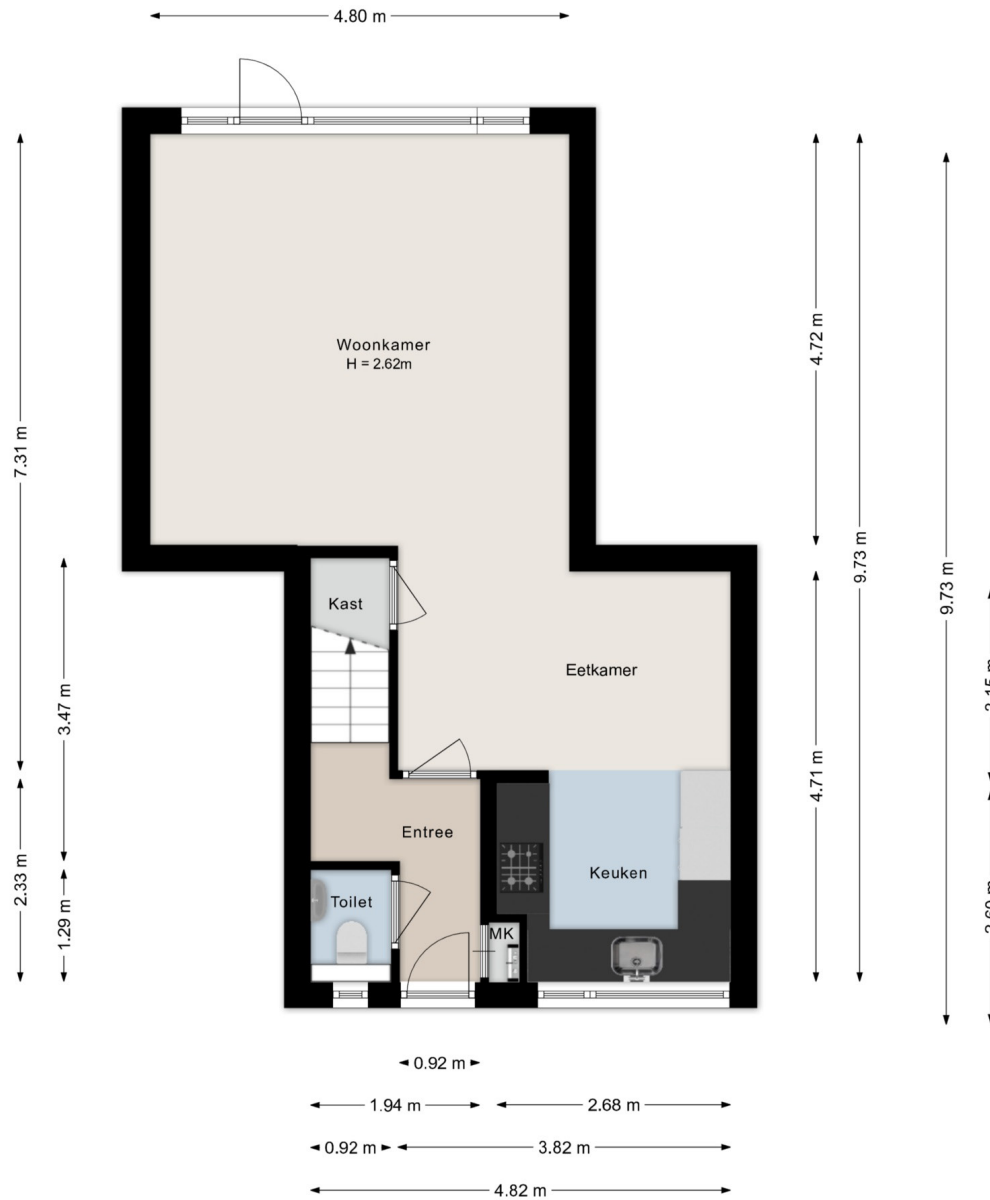 4.80 m
Woonkamer
H = 2.62m
4.72 m
7.31 m
9.73 m
9.73 m
Kast
Eetkamer
3.47 m
4.71 m
Entree
Keuken
2.33 m
1.29 m
Toilet
MK
0.92 m
1.94 m
2.68 m
0.92 m
3.82 m
4.82 m